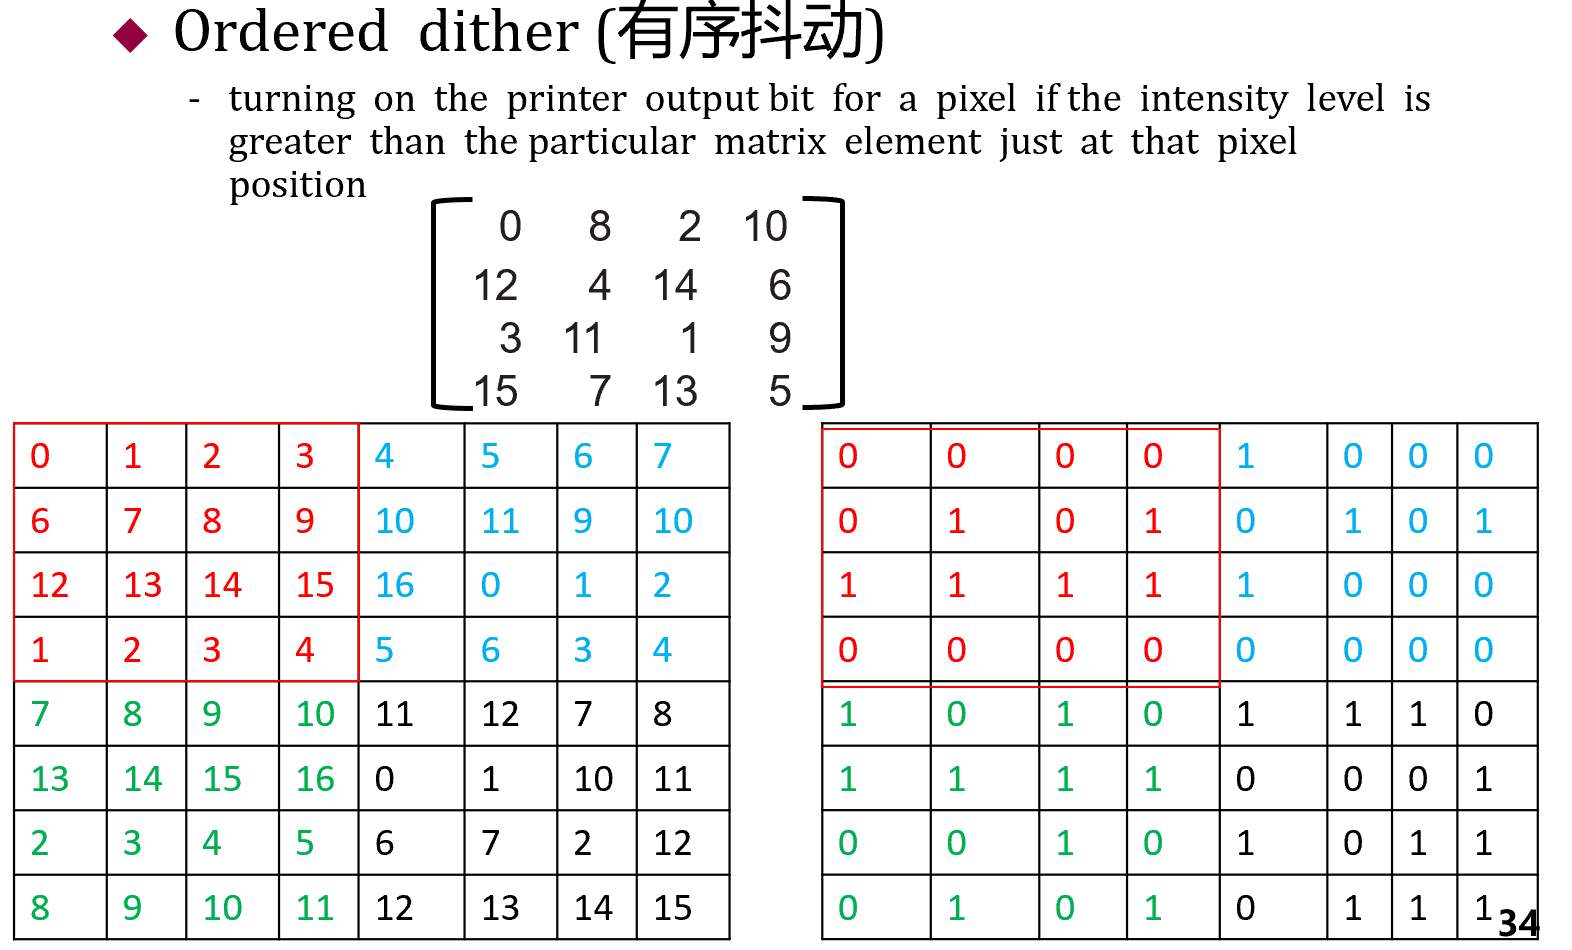 Ordered dither (有序抖动)
- turning on the printer output bit for a pixel if the intensity level is
greater than the particular matrix element just at that pixel
position
0 8 2 10
12 4 14 6
3 11 1 9
15 7 13 5
0 1 2 3 4 5 6 7
6 7 8 9 10 11 9 10
12 13 14 15 16 0 1 2
1 2 3 4 5 6 3 4
7 8 9 10 11 12 7 8
13 14 15 16 0 1 10 11
2 3 4 5 6 7 2 12
8 9 10 11 12 13 14 15
0 0 0 0 1 0 0 0
0 1 0 1 0 1 0 1
1 1 1 1 1 0 0 0
0 0 0 0 0 0 0 0
1 0 1 0 1 1 1 0
1 1 1 1 0 0 0 1
0 0 1 0 1 0 1 1
0 1 0 1 0 1 1 1
34